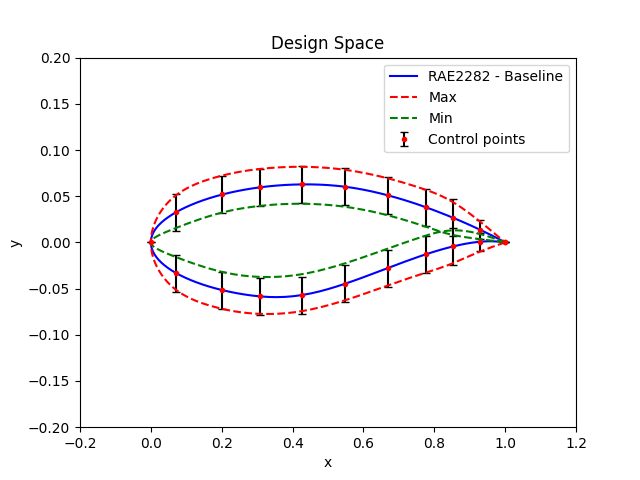 Design Space
RAE2282 - Baseline
Max
Min
Control points
0.20
0.15
0.10
0.05
0.00
−0.05
−0.10
−0.15
−0.20
y
−0.2
0.0
0.2
0.4
0.6
0.8
1.0
1.2
x